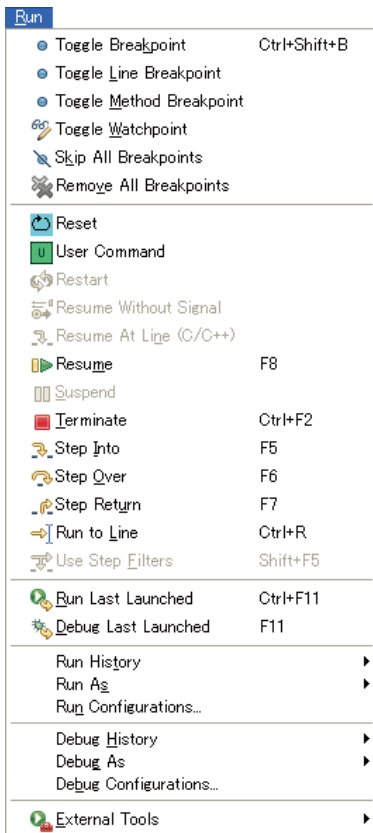 Run
Toggle Breakpoint Ctrl+Shift+B
Toggle Line Breakpoint
Toggle Method Breakpoint
Toggle Watchpoint
Skip All Breakpoints
Remove All Breakpoints
Reset
U User Command
Restart
Resume Without Signal
Resume At Line (C/C++)
Resume F8
Suspend
Terminate Ctrl+F2
Step Into F5
Step Over F6
Step Return F7
Run to Line Ctrl+R
Use Step Filters Shift+F5
Run Last Launched Ctrl+F11
Debug Last Launched F11
Run History
Run As
Run Configurations...
Debug History
Debug As
Debug Configurations...
External Tools